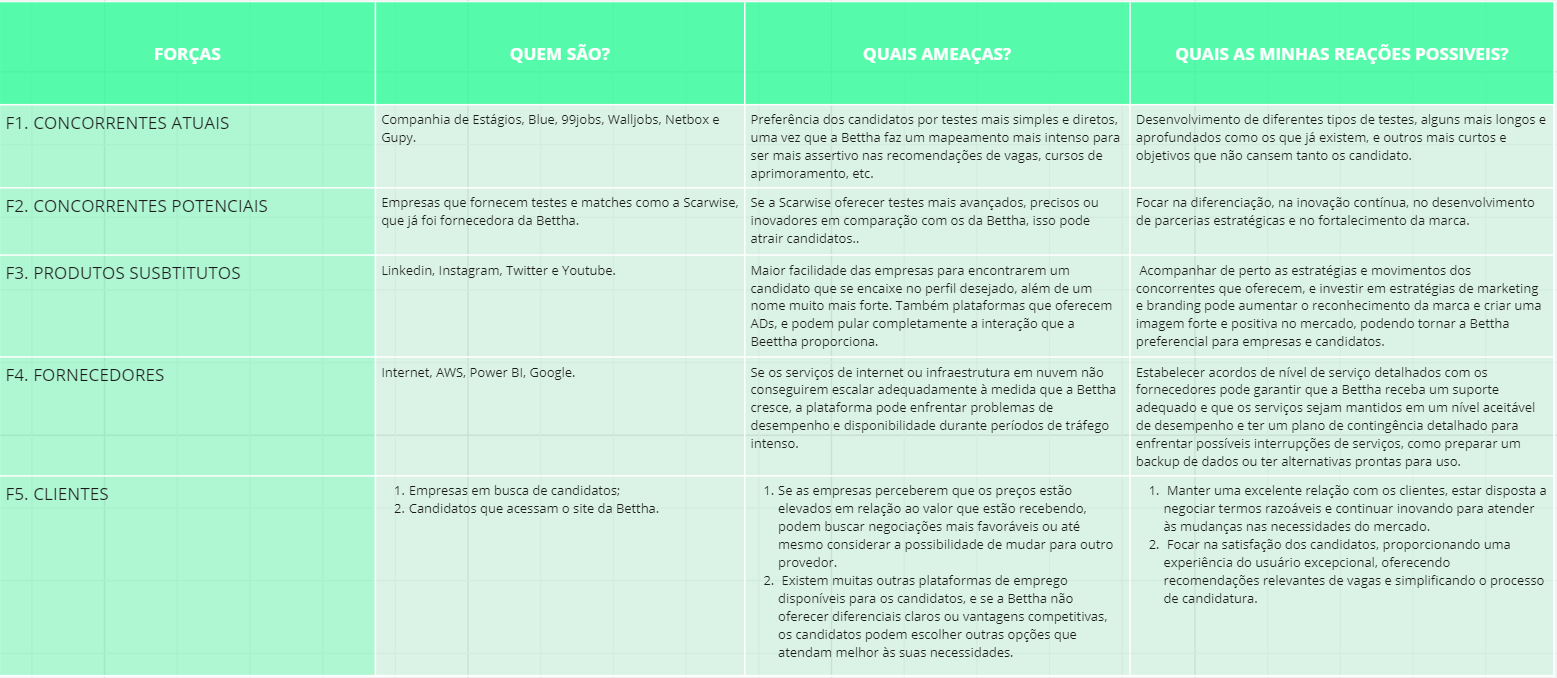 FORÇAS
QUEM SÃO?
QUAIS AMEAÇAS?
QUAIS AS MINHAS REAÇÕES POSSIVEIS?
F1. CONCORRENTES ATUAIS
Companhia de Estágios, Blue, 99jobs, Walljobs, Netbox e
Gupy.
Preferência dos candidatos por testes mais simples e diretos,
uma vez que a Bettha faz um mapeamento mais intenso para
ser mais assertivo nas recomendações de vagas, cursos de
aprimoramento, etc.
Desenvolvimento de diferentes tipos de testes, alguns mais longos e
aprofundados como os que já existem, e outros mais curtos e
objetivos que não cansem tanto os candidato.
F2. CONCORRENTES POTENCIAIS
Empresas que fornecem testes e matches como a Scarwise,
que já foi fornecedora da Bettha.
Se a Scarwise oferecer testes mais avançados, precisos ou
inovadores em comparação com os da Bettha, isso pode
atrair candidatos..
Focar na diferenciação, na inovação contínua, no desenvolvimento
de parcerias estratégicas e no fortalecimento da marca.
F3. PRODUTOS SUSBTITUTOS
Linkedin, Instagram, Twitter e Youtube.
Maior facilidade das empresas para encontrarem um
candidato que se encaixe no perfil desejado, além de um
nome muito mais forte. Também plataformas que oferecem
ADs, e podem pular completamente a interação que a
Beettha proporciona.
Acompanhar de perto as estratégias e movimentos dos
concorrentes que oferecem, e investir em estratégias de marketing
e branding pode aumentar o reconhecimento da marca e criar uma
imagem forte e positiva no mercado, podendo tornar a Bettha
preferencial para empresas e candidatos.
F4. FORNECEDORES
Internet, AWS, Power BI, Google.
Se os serviços de internet ou infraestrutura em nuvem não
conseguirem escalar adequadamente à medida que a Bettha
cresce, a plataforma pode enfrentar problemas de
desempenho e disponibilidade durante períodos de tráfego
intenso.
Estabelecer acordos de nível de serviço detalhados com os
fornecedores pode garantir que a Bettha receba um suporte
adequado e que os serviços sejam mantidos em um nível aceitável
de desempenho e ter um plano de contingência detalhado para
enfrentar possíveis interrupções de serviços, como preparar um
backup de dados ou ter alternativas prontas para uso.
F5. CLIENTES
1. Empresas em busca de candidatos;
2. Candidatos que acessam o site da Bettha.
1. Se as empresas perceberem que os preços estão
elevados em relação ao valor que estão recebendo,
podem buscar negociações mais favoráveis ou até
mesmo considerar a possibilidade de mudar para outro
provedor.
2. Existem muitas outras plataformas de emprego
disponíveis para os candidatos, e se a Bettha não
oferecer diferenciais claros ou vantagens competitivas,
os candidatos podem escolher outras opções que
atendam melhor às suas necessidades.
1. Manter uma excelente relação com os clientes, estar disposta a
negociar termos razoáveis e continuar inovando para atender
às mudanças nas necessidades do mercado.
2. Focar na satisfação dos candidatos, proporcionando uma
experiência do usuário excepcional, oferecendo
recomendações relevantes de vagas e simplificando o processo
de candidatura.